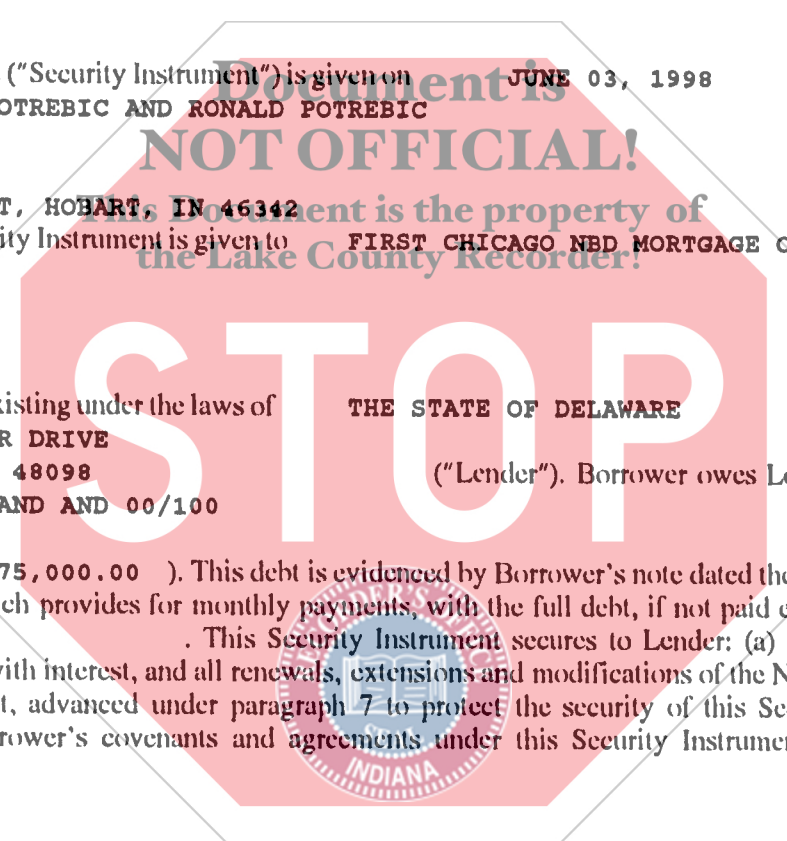 ("Security Instrument") is given on JUNE 03, 1998
Document is
OTREBIC AND RONALD POTREBIC
NOT OFFICIAL!
T, HOBART, IN 46342
This Document is the property of
ity Instrument is given to FIRST CHICAGO NBD MORTGAGE C
the Lake County Recorder!
STOP
xisting under the laws of THE STATE OF DELAWARE
R DRIVE
48098 ("Lender"). Borrower owes Le
AND AND 00/100
75,000.00 ). This debt is evidenced by Borrower's note dated the
ch provides for monthly payments, with the full debt, if not paid e
. This Security Instrument secures to Lender: (a)
with interest, and all renewals, extensions and modifications of the N
t, advanced under paragraph 7 to protect the security of this Se
rower's covenants and agreements under this Security Instrumen
RECORDER'S OFFICE
SEAL
INDIANA